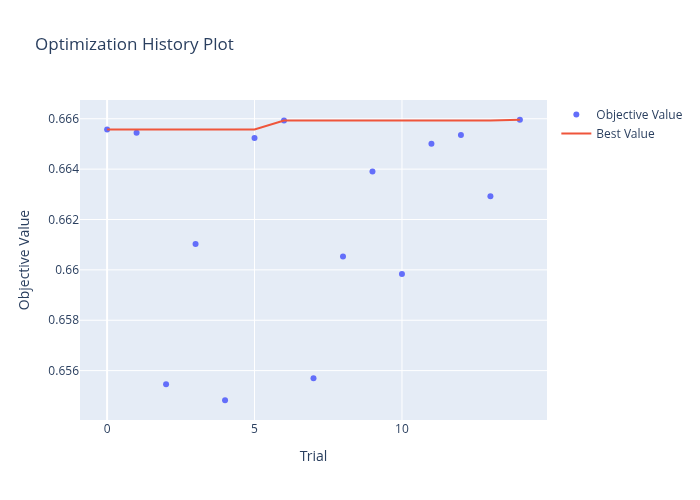 Optimization History Plot
Objective Value
Best Value
0.666
0.664
0.662
0.66
0.658
0.656
Objective Value
0
5
10
Trial